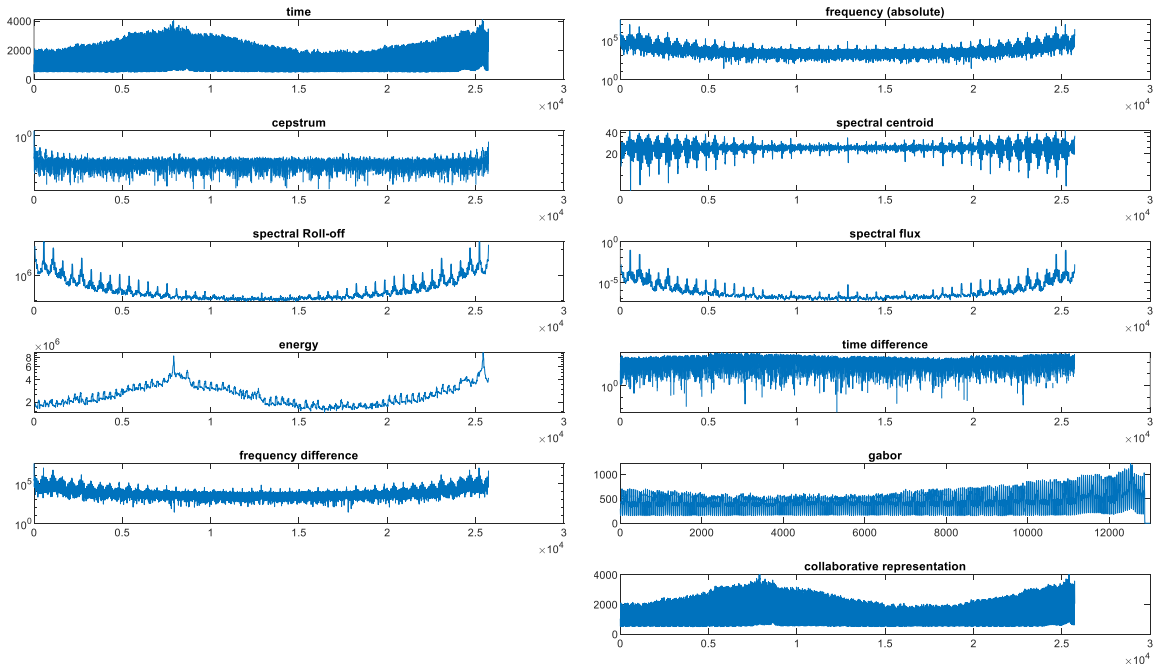 time
4000
2000
0
0 0.5 1 1.5 2 2.5 3
×10^4
frequency (absolute)
10^5
10^0
0 0.5 1 1.5 2 2.5 3
×10^4
cepstrum
10^0
0 0.5 1 1.5 2 2.5 3
×10^4
spectral centroid
40
20
0 0.5 1 1.5 2 2.5 3
×10^4
spectral Roll-off
10^6
0 0.5 1 1.5 2 2.5 3
×10^4
spectral flux
10^0
10^-5
0 0.5 1 1.5 2 2.5 3
×10^4
energy
×10^6
8
6
4
2
0 0.5 1 1.5 2 2.5 3
×10^4
time difference
10^0
0 0.5 1 1.5 2 2.5 3
×10^4
frequency difference
10^5
10^0
0 0.5 1 1.5 2 2.5 3
×10^4
gabor
1000
500
0
0 2000 4000 6000 8000 10000 12000
collaborative representation
4000
2000
0
0 0.5 1 1.5 2 2.5 3
×10^4